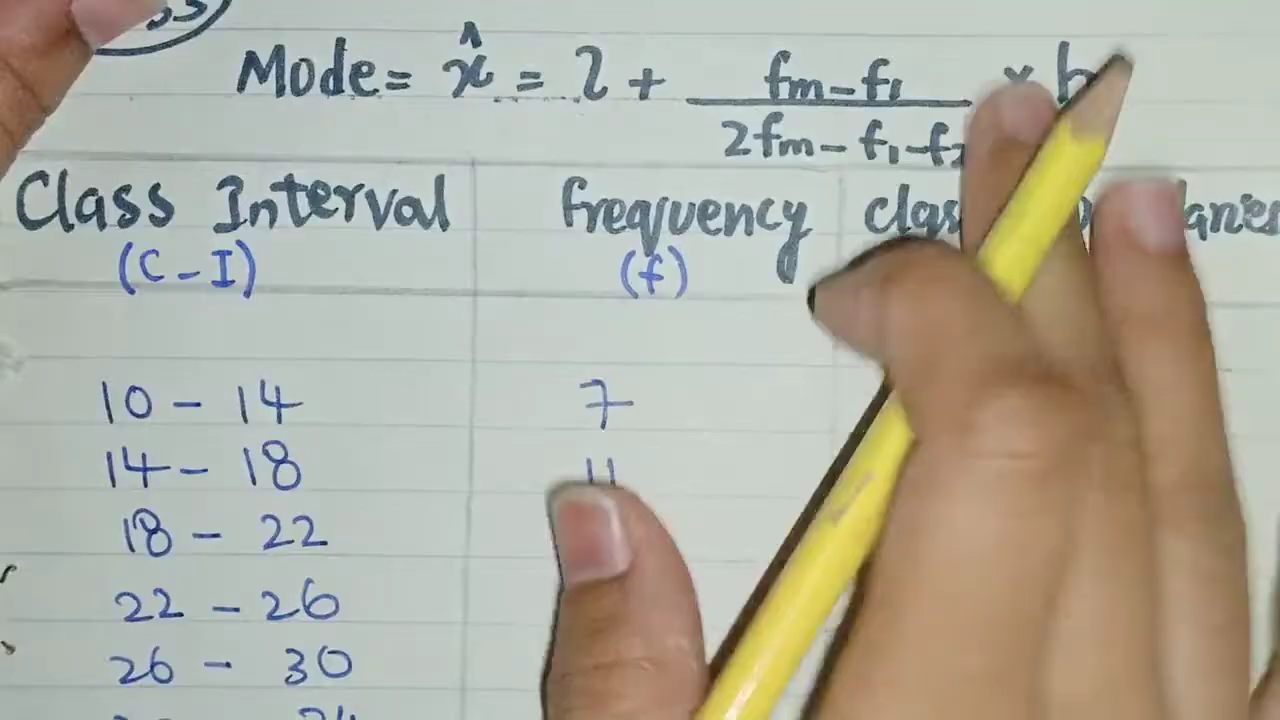 Mode = x̂ = l + fm - f1 / 2fm - f1 - f2 × h
Class Interval frequency
(C - I) (f)
10 - 14 7
14 - 18 11
18 - 22
22 - 26
26 - 30